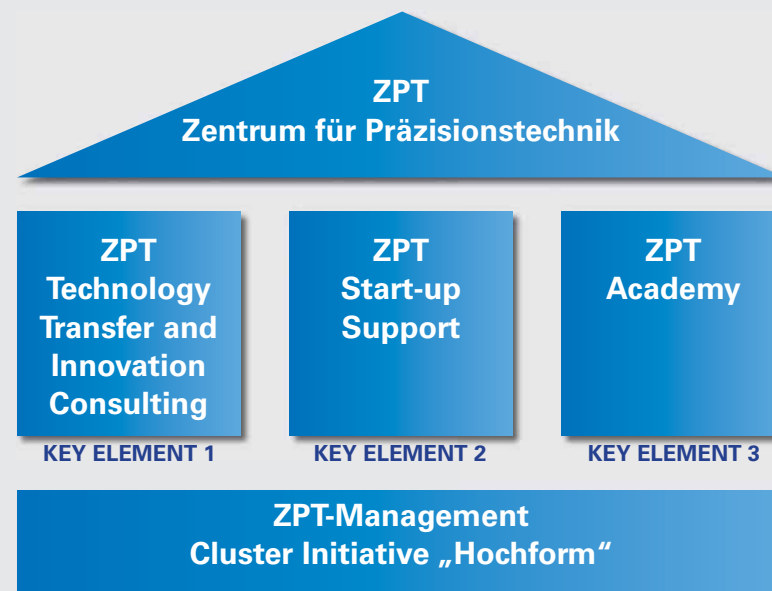 ZPT
Zentrum für Präzisionstechnik
ZPT
Technology
Transfer and
Innovation
Consulting
KEY ELEMENT 1
ZPT
Start-up
Support
KEY ELEMENT 2
ZPT
Academy
KEY ELEMENT 3
ZPT-Management
Cluster Initiative „Hochform“